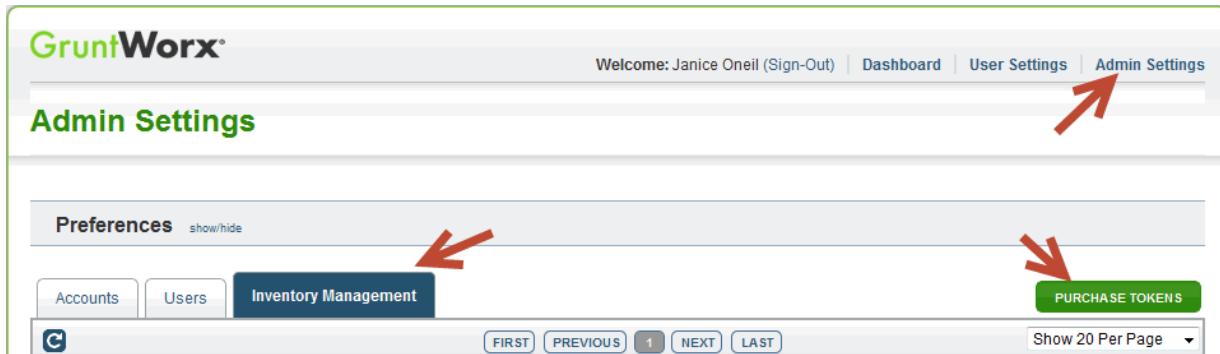 GruntWorx®
Welcome: Janice Oneil (Sign-Out) Dashboard User Settings Admin Settings
Admin Settings
Preferences show/hide
Accounts Users Inventory Management PURCHASE TOKENS
FIRST PREVIOUS 1 NEXT LAST Show 20 Per Page